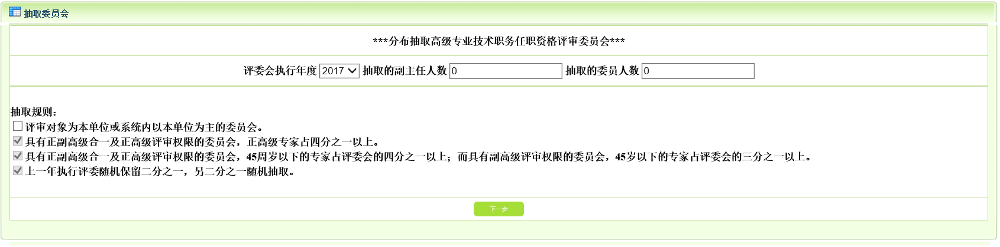 抽取委员会
***分布抽取高级专业技术职务任职资格评审委员会***
评委会执行年度 2017 抽取的副主任人数 0 抽取的委员人数 0
抽取规则：
评审对象为本单位或系统内以本单位为主的委员会。
具有正副高级合一及正高级评审权限的委员会，正高级专家占四分之一以上。
具有正副高级合一及正高级评审权限的委员会，45周岁以下的专家占评委会的四分之一以上；而具有副高级评审权限的委员会，45岁以下的专家占评委会的三分之一以上。
上一年执行评委随机保留二分之一，另二分之一随机抽取。
下一步